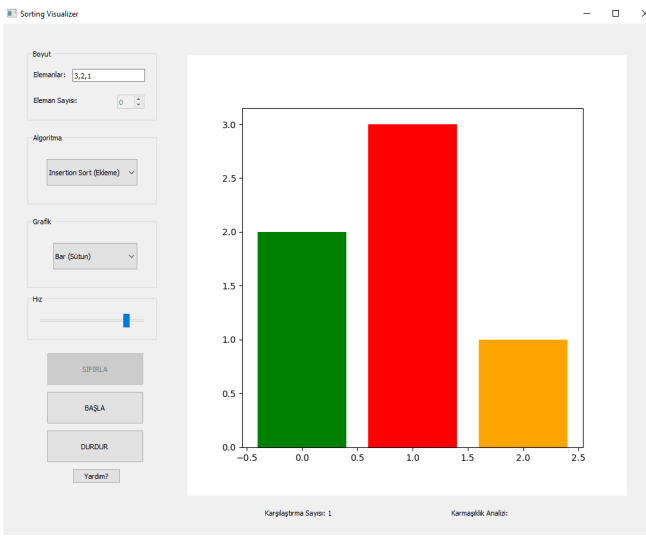 Sorting Visualizer
Boyut
Elemanlar: 3,2,1
Eleman Sayısı: 0
Algoritma
Insertion Sort (Ekleme)
Grafik
Bar (Sütun)
Hız
SIFIRLA
BAŞLA
DURDUR
Yardım?
3.0
2.5
2.0
1.5
1.0
0.5
0.0
−0.5 0.0 0.5 1.0 1.5 2.0 2.5
Karşılaştırma Sayısı: 1 Karmaşıklık Analizi: